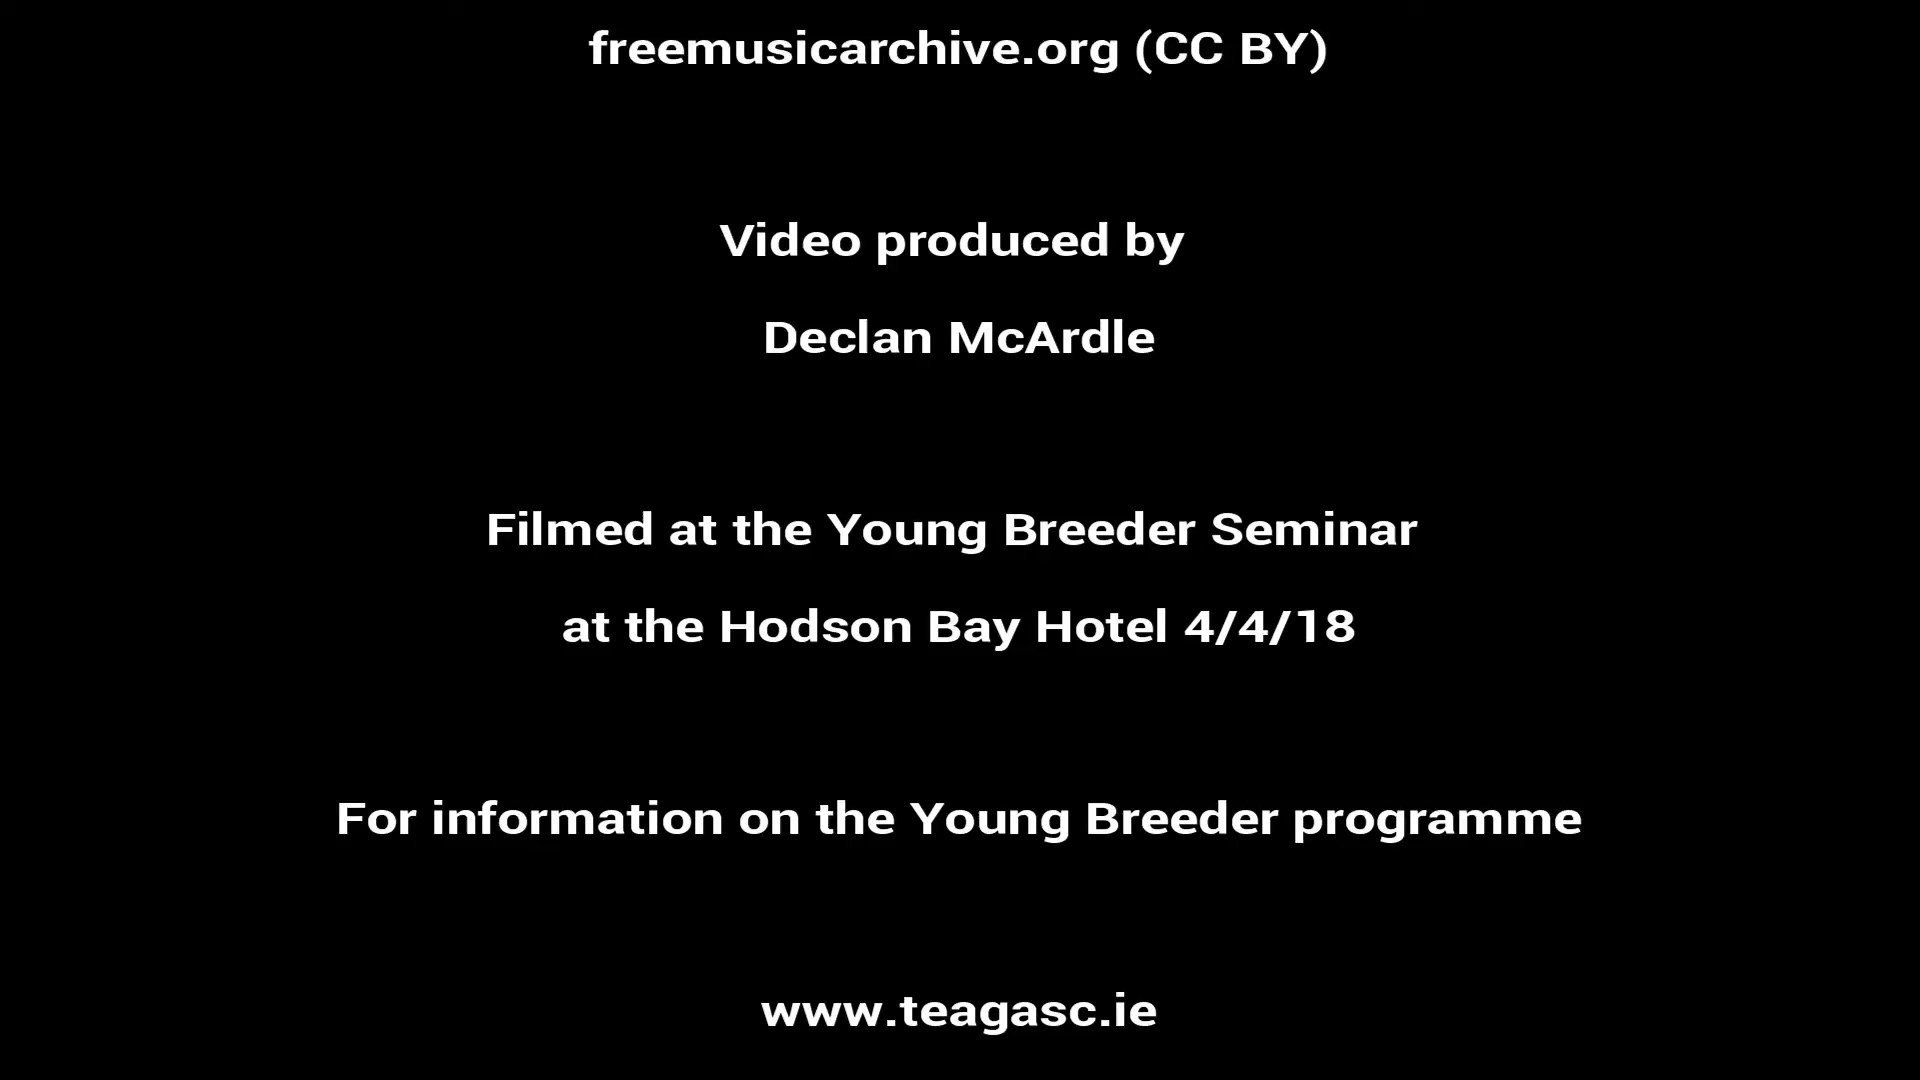 freemusicarchive.org (CC BY)
Video produced by
Declan McArdle
Filmed at the Young Breeder Seminar
at the Hodson Bay Hotel 4/4/18
For information on the Young Breeder programme
www.teagasc.ie